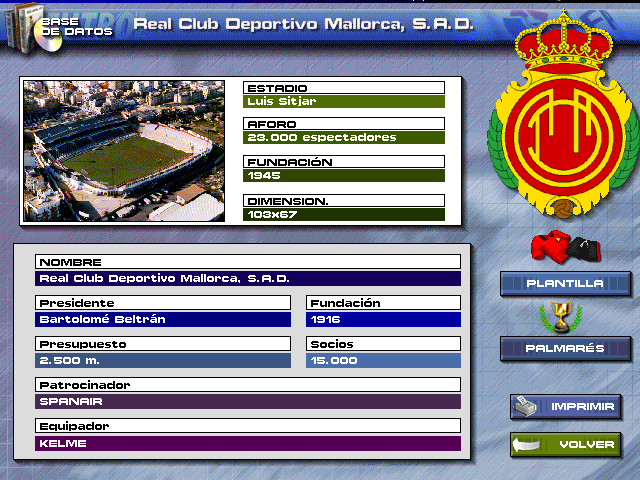 BASE
DE DATOS
Real Club Deportivo Mallorca, S.A.D.
ESTADIO
Luis Sitjar
AFORO
23.000 espectadores
FUNDACIÓN
1945
DIMENSION.
103x67
NOMBRE
Real Club Deportivo Mallorca, S.A.D.
Presidente
Bartolomé Beltrán
Fundación
1916
Presupuesto
2.500 m.
Socios
15.000
Patrocinador
SPANAIR
Equipador
KELME
PLANTILLA
PALMARÉS
IMPRIMIR
VOLVER